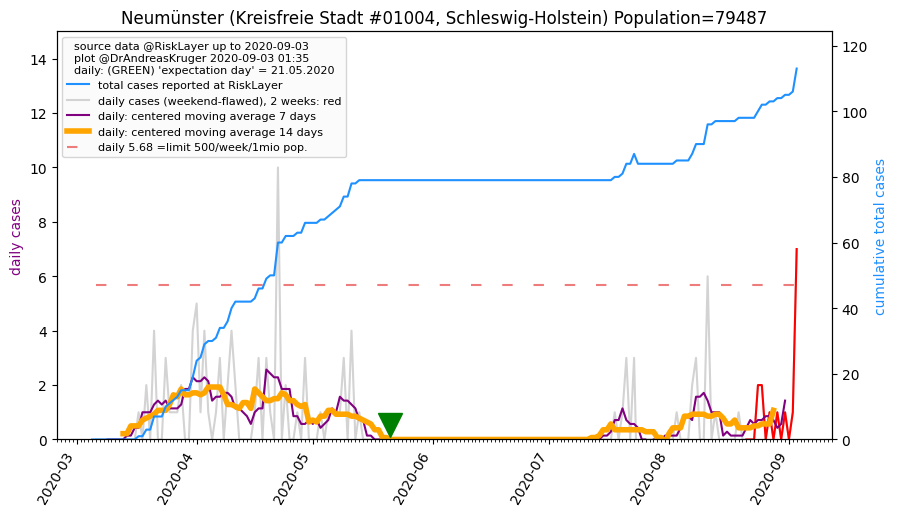 Neumünster (Kreisfreie Stadt #01004, Schleswig-Holstein) Population=79487
source data @RiskLayer up to 2020-09-03
plot @DrAndreasKruger 2020-09-03 01:35
daily: (GREEN) 'expectation day' = 21.05.2020
total cases reported at RiskLayer
daily cases (weekend-flawed), 2 weeks: red
daily: centered moving average 7 days
daily: centered moving average 14 days
daily 5.68 =limit 500/week/1mio pop.
daily cases
14
12
10
8
6
4
2
0
cumulative total cases
120
100
80
60
40
20
0
2020-03
2020-04
2020-05
2020-06
2020-07
2020-08
2020-09